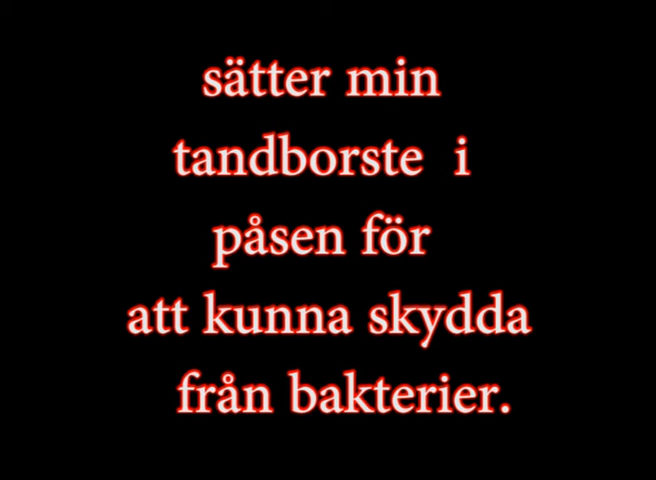 sätter min
tandborste i
påsen för
att kunna skydda
från bakterier.